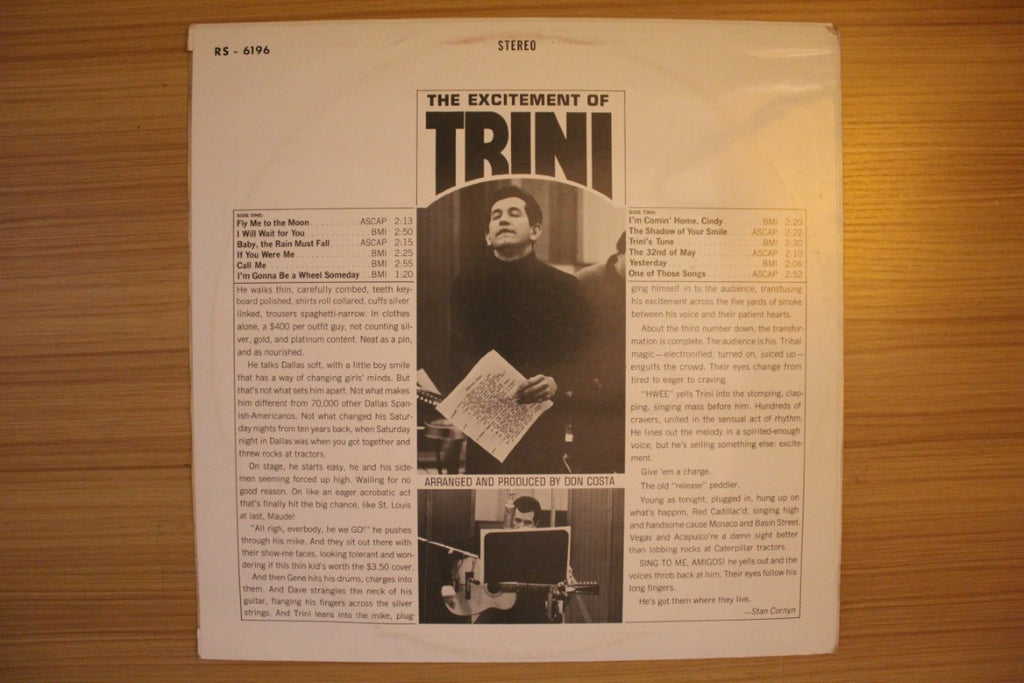 RS - 6196
STEREO
THE EXCITEMENT OF
TRINI
SIDE ONE:
Fly Me to the Moon ASCAP 2:13
I Will Wait for You BMI 2:50
Baby, the Rain Must Fall ASCAP 2:15
If You Were Me BMI 2:25
Call Me BMI 2:55
I'm Gonna Be a Wheel Someday BMI 1:20
He walks thin, carefully combed, teeth key-
board polished, shirts roll collared, cuffs silver
linked, trousers spaghetti-narrow. In clothes
alone, a $400 per outfit guy, not counting sil-
ver, gold, and platinum content. Neat as a pin,
and as nourished.
He talks Dallas soft, with a little boy smile
that has a way of changing girls' minds. But
that's not what sets him apart. Not what makes
him different from 70,000 other Dallas Span-
ish-Americanos. Not what changed his Satur-
day nights from ten years back, when Saturday
night in Dallas was when you got together and
threw rocks at tractors.
On stage, he starts easy, he and his side-
men seeming forced up high. Wailing for no
good reason. On like an eager acrobatic act
that's finally hit the big chance, like St. Louis
at last, Maude!
"All righ, everbody, he we GO!" he pushes
through his mike. And they sit out there with
their show-me faces, looking tolerant and won-
dering if this thin kid's worth the $3.50 cover.
And then Gene hits his drums, charges into
them. And Dave strangles the neck of his
guitar, flanging his fingers across the silver
strings. And Trini leans into the mike, plug-
ARRANGED AND PRODUCED BY DON COSTA
SIDE TWO:
I'm Comin' Home, Cindy BMI 2:20
The Shadow of Your Smile ASCAP 2:22
Trini's Tune BMI 2:30
The 32nd of May ASCAP 2:10
Yesterday BMI 2:06
One of Those Songs ASCAP 2:52
ging himself in to the audience, transfusing
his excitement across the five yards of smoke
between his voice and their patient hearts.
About the third number down, the transfor-
mation is complete. The audience is his. Tribal
magic—electronified, turned on, juiced up—
engulfs the crowd. Their eyes change from
tired to eager to craving.
"HWEE" yells Trini into the stomping, clap-
ping, singing mass before him. Hundreds of
cravers, united in the sensual act of rhythm.
He lines out the melody in a spirited-enough
voice, but he's selling something else: excite-
ment.
Give 'em a charge.
The old "release" peddler.
Young as tonight, plugged in, hung up on
what's happnn, Red Cadillac'd, singing high
and handsome cause Monaco and Basin Street,
Vegas and Acapulco're a damn sight better
than lobbing rocks at Caterpillar tractors.
SING TO ME, AMIGOS! he yells out and the
voices throb back at him. Their eyes follow his
long fingers.
He's got them where they live.
—Stan Cornyn